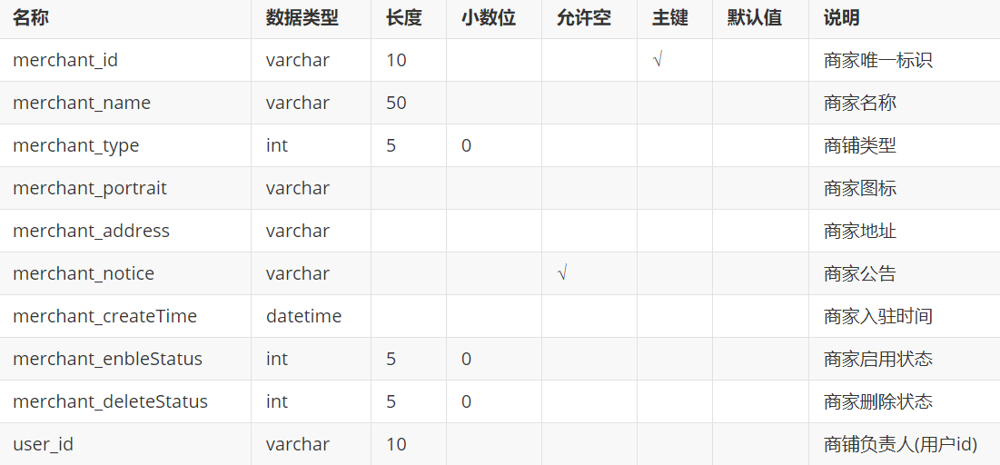 名称 数据类型 长度 小数位 允许空 主键 默认值 说明
merchant_id varchar 10 √ 商家唯一标识
merchant_name varchar 50 商家名称
merchant_type int 5 0 商铺类型
merchant_portrait varchar 商家图标
merchant_address varchar 商家地址
merchant_notice varchar √ 商家公告
merchant_createTime datetime 商家入驻时间
merchant_enbleStatus int 5 0 商家启用状态
merchant_deleteStatus int 5 0 商家删除状态
user_id varchar 10 商铺负责人(用户id)